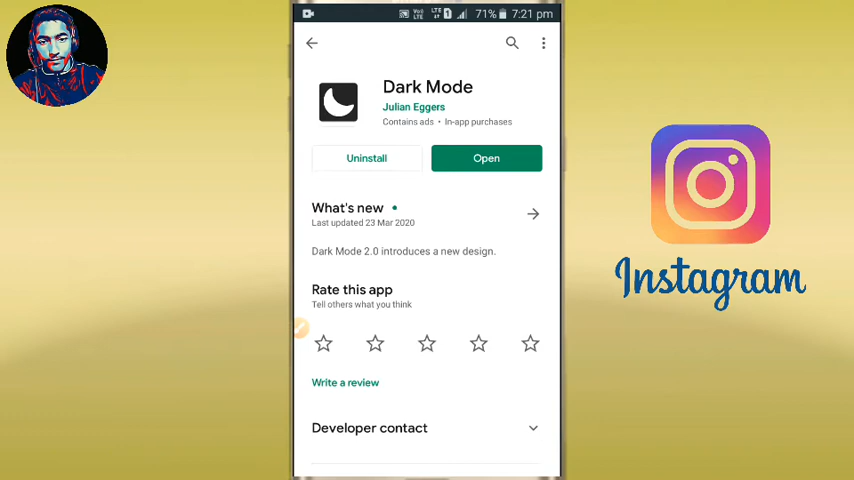 71% 7:21 pm
Dark Mode
Julian Eggers
Contains ads • In-app purchases
Uninstall
Open
What's new •
Last updated 23 Mar 2020
Dark Mode 2.0 introduces a new design.
Rate this app
Tell others what you think
Write a review
Developer contact
Instagram